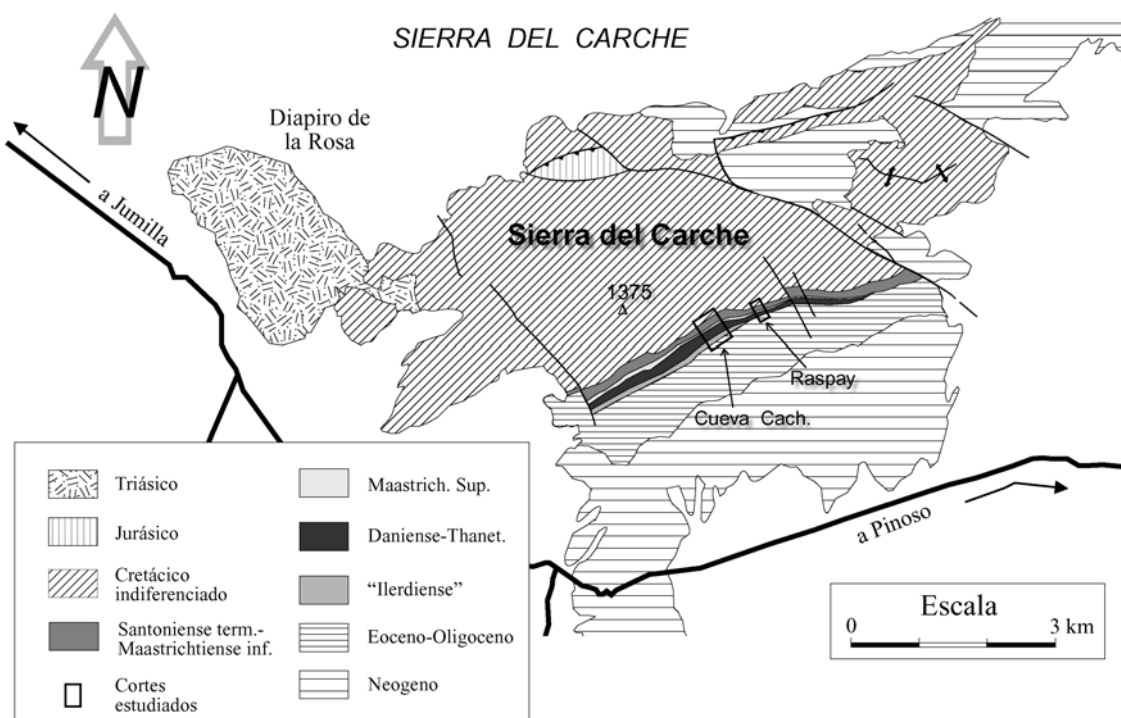 SIERRA DEL CARCHE
N
Diapiro de
la Rosa
a Jumilla
Sierra del Carche
1375
Raspay
Cueva Cach.
a Pinoso
Triásico
Jurásico
Cretácico
indiferenciado
Santoniense term.-
Maastrichtiense inf.
Cortes
estudiados
Maastrich. Sup.
Daniense-Thanet.
“Ilerdiense”
Eoceno-Oligoceno
Neogeno
Escala
0 3 km